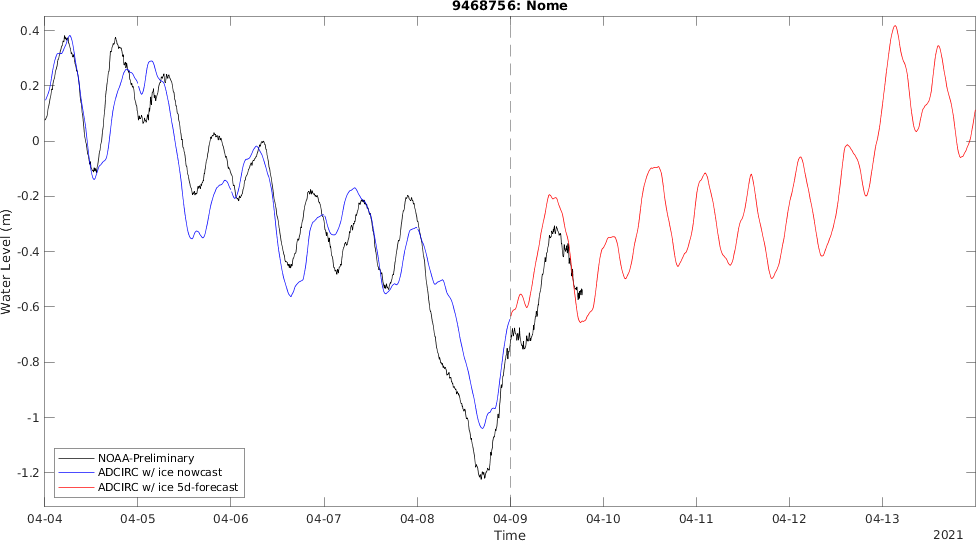 9468756: Nome
0.4
0.2
0
-0.2
-0.4
-0.6
-0.8
-1
-1.2
Water Level (m)
NOAA-Preliminary
ADCIRC w/ ice nowcast
ADCIRC w/ ice 5d-forecast
04-04 04-05 04-06 04-07 04-08 04-09 04-10 04-11 04-12 04-13
Time
2021